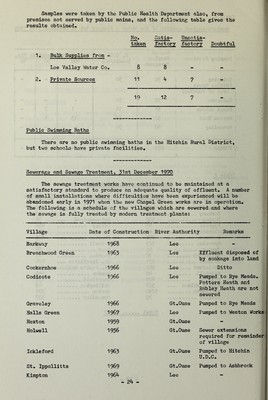 Samples were taken by the Public Health Department also, from
premises not served by public mains, and the following table gives the
results obtained.
No. taken Satis- factory Unsatis- factory Doubtful
1. Bulk Supplies from -
Lee Valley Water Co. 8 8 - -
2. Private Sources 11 4 7 -
19 12 7 -
Public Swimming Baths
There are no public swimming baths in the Hitchin Rural District,
but two schools have private facilities.
Sewerage and Sewage Treatment, 31st December 1970
The sewage treatment works have continued to be maintained at a
satisfactory standard to produce an adequate quality of effluent. A number
of small installations where difficulties have been experienced will be
abandoned early in 1971 when the new Chapel Green works are in operation.
The following is a schedule of the villages which are sewered and where
the sewage is fully treated by modern treatment plants:
Village Date of Construction River Authority Remarks
Barkway 1968 Lee -
Breachwood Green 1963 Lee Effluent disposed of
by soakage into land
Cockernhoe 1966 Lee Ditto
Codicote 1966 Lee Pumped to Rye Meads.
Potters Heath and
Rabley Heath are not
sewered
Graveley 1966 Gt.Ouse Pumped to Rye Meads
Halls Green 1967 Lee Pumped to Weston Works
Hexton 1959 Gt.Ouse -
Holwell 1956 Gt.Ouse Sewer extensions
required for remainder
of village
Ickleford 1963 Gt.Ouse Pumped to Hitchin
U.D.C.
St. Ippollitts 1969 Gt.Ouse Pumped to Ashbrook
Kimpton 1964 Lee -
- 24 -